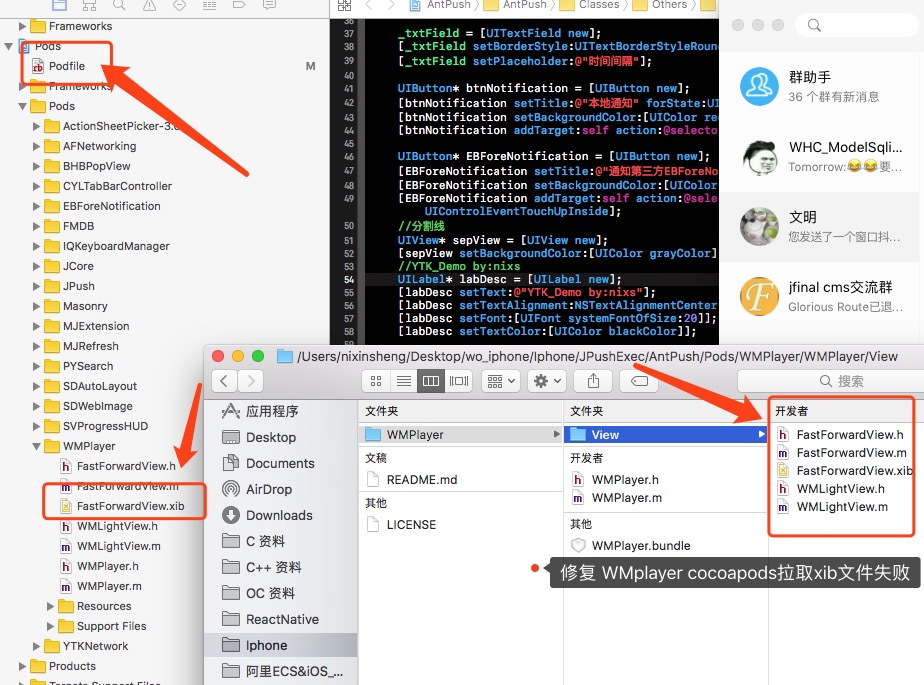 Frameworks
Pods
Podfile
M
Frameworks
Pods
ActionSheetPicker-3.
AFNetworking
BHBPopView
CYLTabBarController
EBForeNotification
FMDB
IQKeyboardManager
JCore
JPush
Masonry
MJExtension
MJRefresh
PYSearch
SDAutoLayout
SDWebImage
SVProgressHUD
WMPlayer
FastForwardView.h
FastForwardView.m
FastForwardView.xib
WMLightView.h
WMLightView.m
WMPlayer.h
WMPlayer.m
Resources
Support Files
YTKNetwork
Products
Targets Support Files
AntPush
AntPush
Classes
Others
36
37 _txtField = [UITextField new];
38 [_txtField setBorderStyle:UITextBorderStyleRoun
39 [_txtField setPlaceholder:@"时间间隔"];
40
41 UIButton* btnNotification = [UIButton new];
42 [btnNotification setTitle:@"本地通知" forState:UI
43 [btnNotification setBackgroundColor:[UIColor rec
44 [btnNotification addTarget:self action:@selecto
45
46 UIButton* EBForeNotification = [UIButton new];
47 [EBForeNotification setTitle:@"通知第三方EBForeNo
48 [EBForeNotification setBackgroundColor:[UIColor
49 [EBForeNotification addTarget:self action:@sele
UIControlEventTouchUpInside];
50 //分割线
51 UIView* sepView = [UIView new];
52 [sepView setBackgroundColor:[UIColor grayColor]
53 //YTK_Demo by:nixs
54 UILabel* labDesc = [UILabel new];
55 [labDesc setText:@"YTK_Demo by:nixs"];
56 [labDesc setTextAlignment:NSTextAlignmentCenter
57 [labDesc setFont:[UIFont systemFontOfSize:20]];
58 [labDesc setTextColor:[UIColor blackColor]];
59
群助手
36 个群有新消息
WHC_ModelSqli...
Tomorrow:😂😂要...
文明
您发送了一个窗口抖...
jfinal cms交流群
Glorious Route已退...
/Users/nixinsheng/Desktop/wo_iphone/Iphone/JPushExec/AntPush/Pods/WMPlayer/WMPlayer/View
搜索
应用程序
Desktop
Documents
AirDrop
Downloads
C 资料
C++ 资料
OC 资料
ReactNative
Iphone
阿里ECS&iOS_...
文件夹
WMPlayer
文稿
README.md
其他
LICENSE
文件夹
View
开发者
WMPlayer.h
WMPlayer.m
其他
WMPlayer.bundle
开发者
FastForwardView.h
FastForwardView.m
FastForwardView.xib
WMLightView.h
WMLightView.m
修复 WMplayer cocoapods拉取xib文件失败